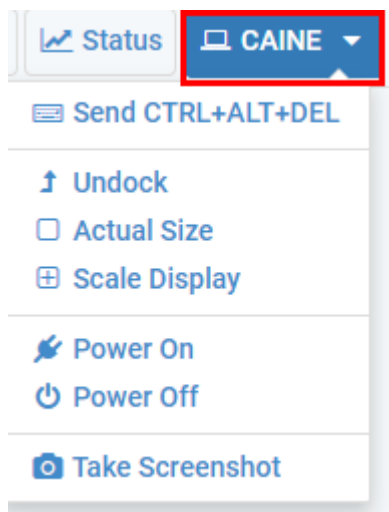 Status
CAINE
Send CTRL+ALT+DEL
Undock
Actual Size
Scale Display
Power On
Power Off
Take Screenshot